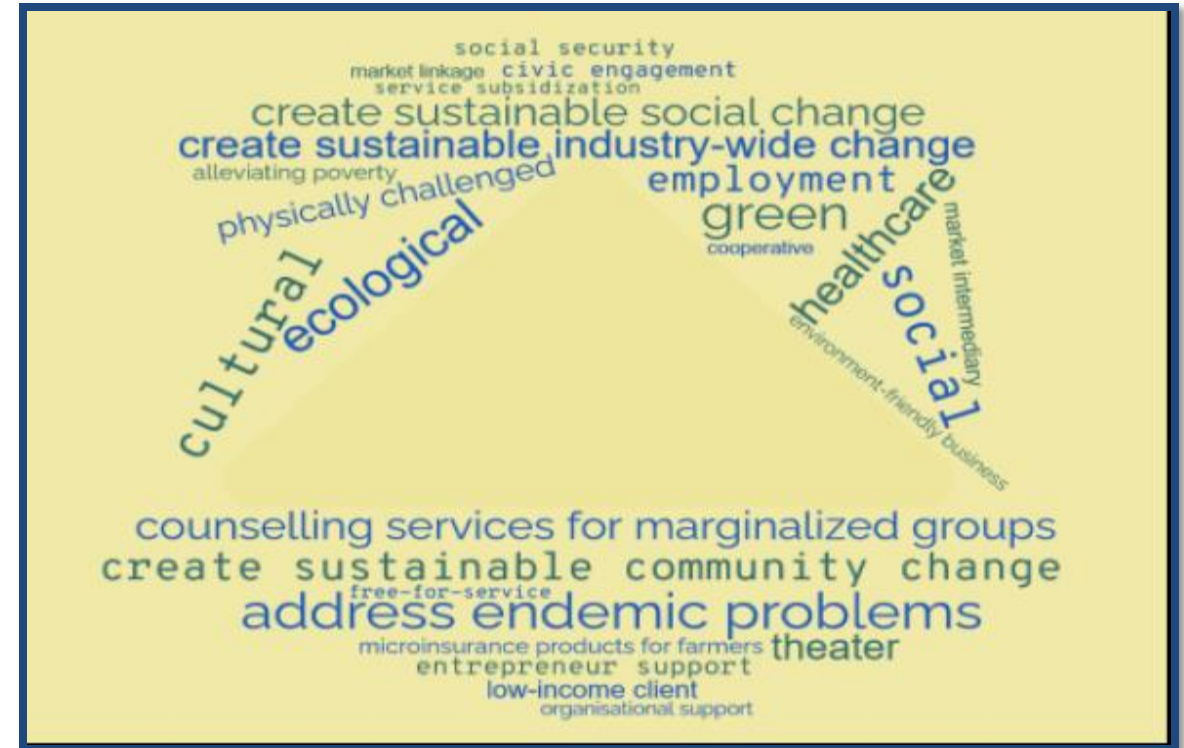 social security
market linkage civic engagement
service subsidization
create sustainable social change
create sustainable industry-wide change
alleviating poverty
physically challenged
employment
green
cooperative
healthcare
market intermediary
cultural
ecological
social
environment-friendly business
counselling services for marginalized groups
create sustainable community change
free-for-service
address endemic problems
microinsurance products for farmers theater
entrepreneur support
low-income client
organisational support